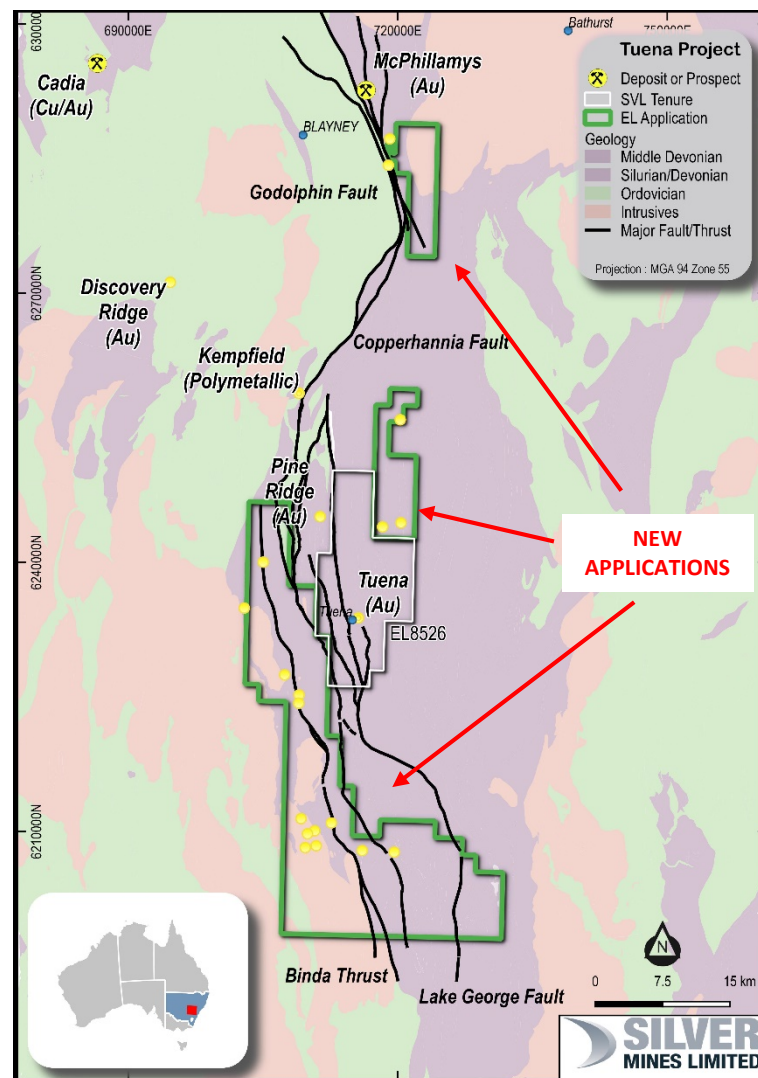 690000E
720000E
Bathurst
6300
Cadia
(Cu/Au)
McPhillamys
(Au)
BLAYNEY
Godolphin Fault
Tuena Project
Deposit or Prospect
SVL Tenure
EL Application
Geology
Middle Devonian
Silurian/Devonian
Ordovician
Intrusives
Major Fault/Thrust
Projection : MGA 94 Zone 55
6270000N
Discovery
Ridge
(Au)
Copperhannia Fault
Kempfield
(Polymetallic)
Pine
Ridge
(Au)
NEW
APPLICATIONS
6240000N
Tuena
(Au)
Tuena
EL8526
6210000N
Binda Thrust
Lake George Fault
N
0 7.5 15 km
SILVER
MINES LIMITED